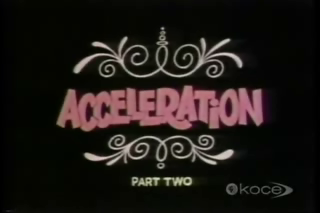 ACCELERATiON
PART TWO
koce